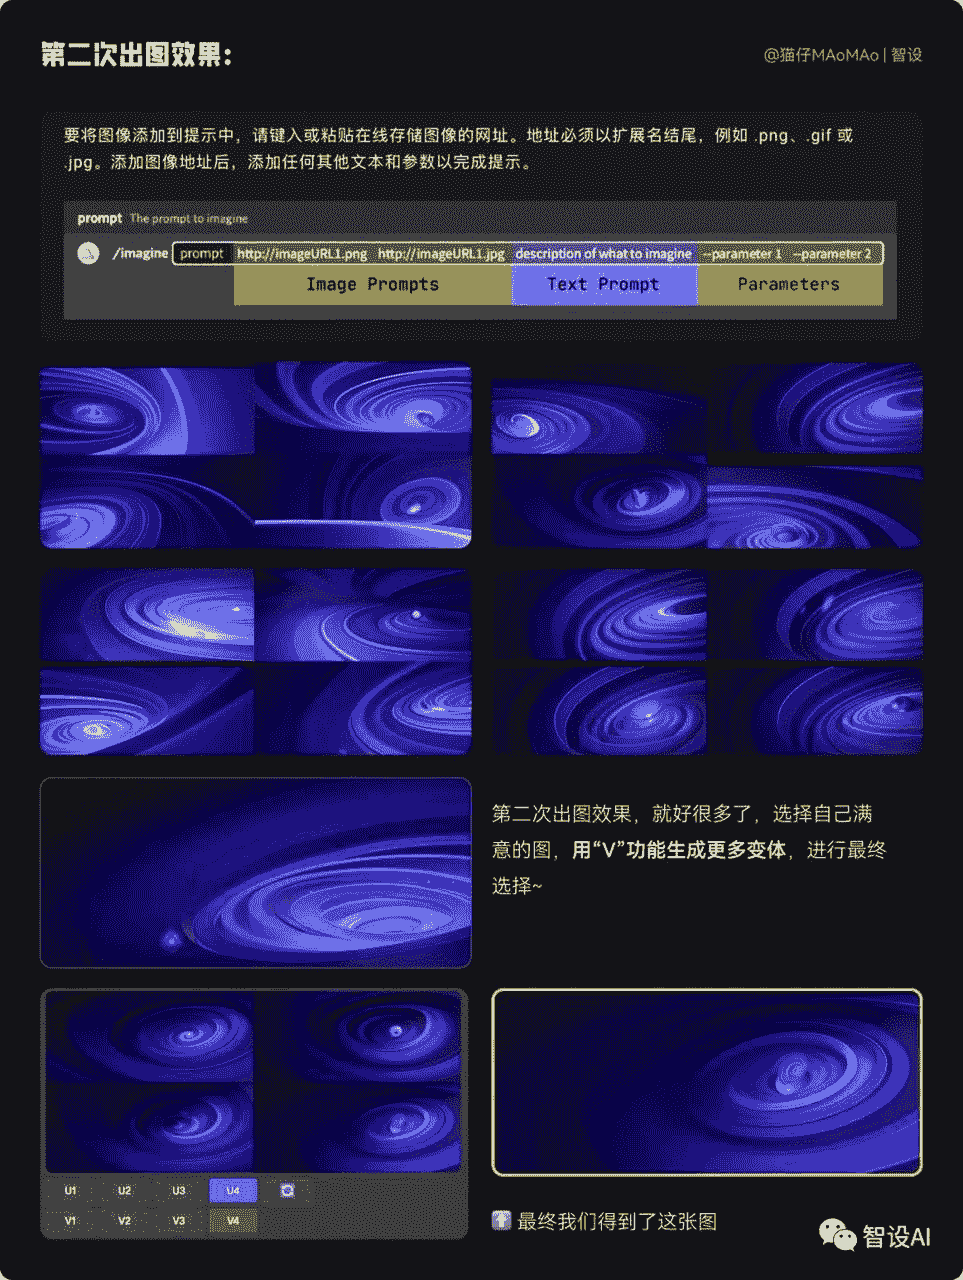 第二次出图效果:
@猫仔MAoMAo | 智设
要将图像添加到提示中，请键入或粘贴在线存储图像的网址。地址必须以扩展名结尾，例如 .png、.gif 或
.jpg。添加图像地址后，添加任何其他文本和参数以完成提示。
prompt The prompt to imagine
/imagine prompt http://imageURL1.png http://imageURL1.jpg description of what to imagine --parameter 1 --parameter 2
Image Prompts Text Prompt Parameters
第二次出图效果，就好很多了，选择自己满
意的图，用“V”功能生成更多变体，进行最终
选择~
U1 U2 U3 U4
V1 V2 V3 V4
最终我们得到了这张图
智设AI